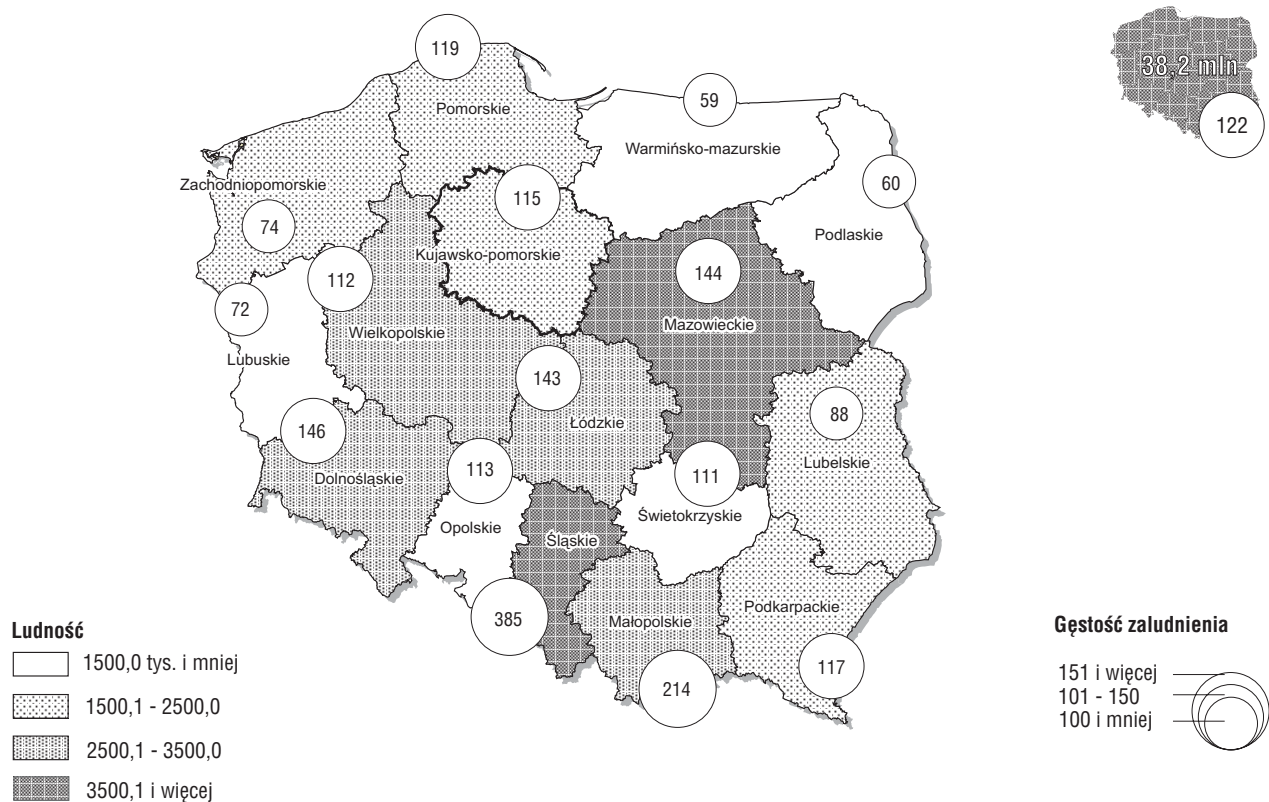 119
38,2 mln
122
59
Pomorskie
Warmińsko-mazurskie
Zachodniopomorskie
60
115
74
Podlaskie
Kujawsko-pomorskie
144
112
72
Mazowieckie
Wielkopolskie
Lubuskie
143
88
146
Łódzkie
113
111
Lubelskie
Dolnośląskie
Świetokrzyskie
Opolskie
Śląskie
385
Małopolskie
Podkarpackie
117
214
Ludność
1500,0 tys. i mniej
1500,1 - 2500,0
2500,1 - 3500,0
3500,1 i więcej
Gęstość zaludnienia
151 i więcej
101 - 150
100 i mniej